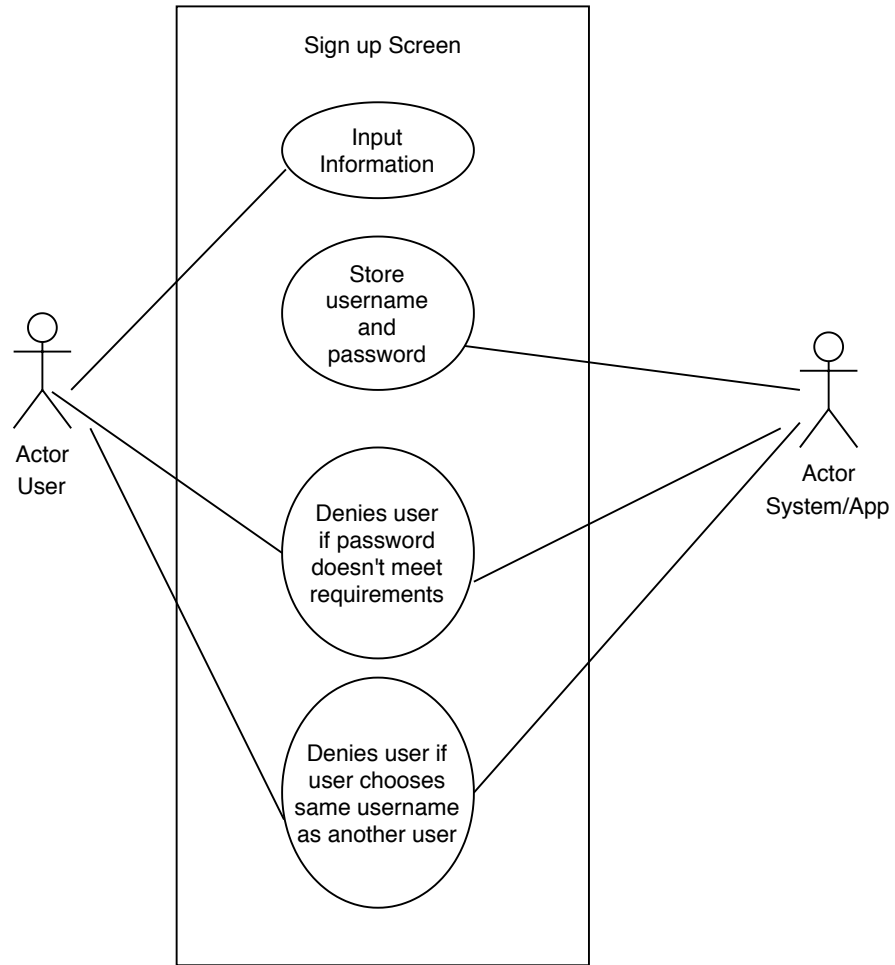 Sign up Screen
Input
Information
Store
username
and
password
Actor
User
Actor
System/App
Denies user
if password
doesn't meet
requirements
Denies user if
user chooses
same username
as another user